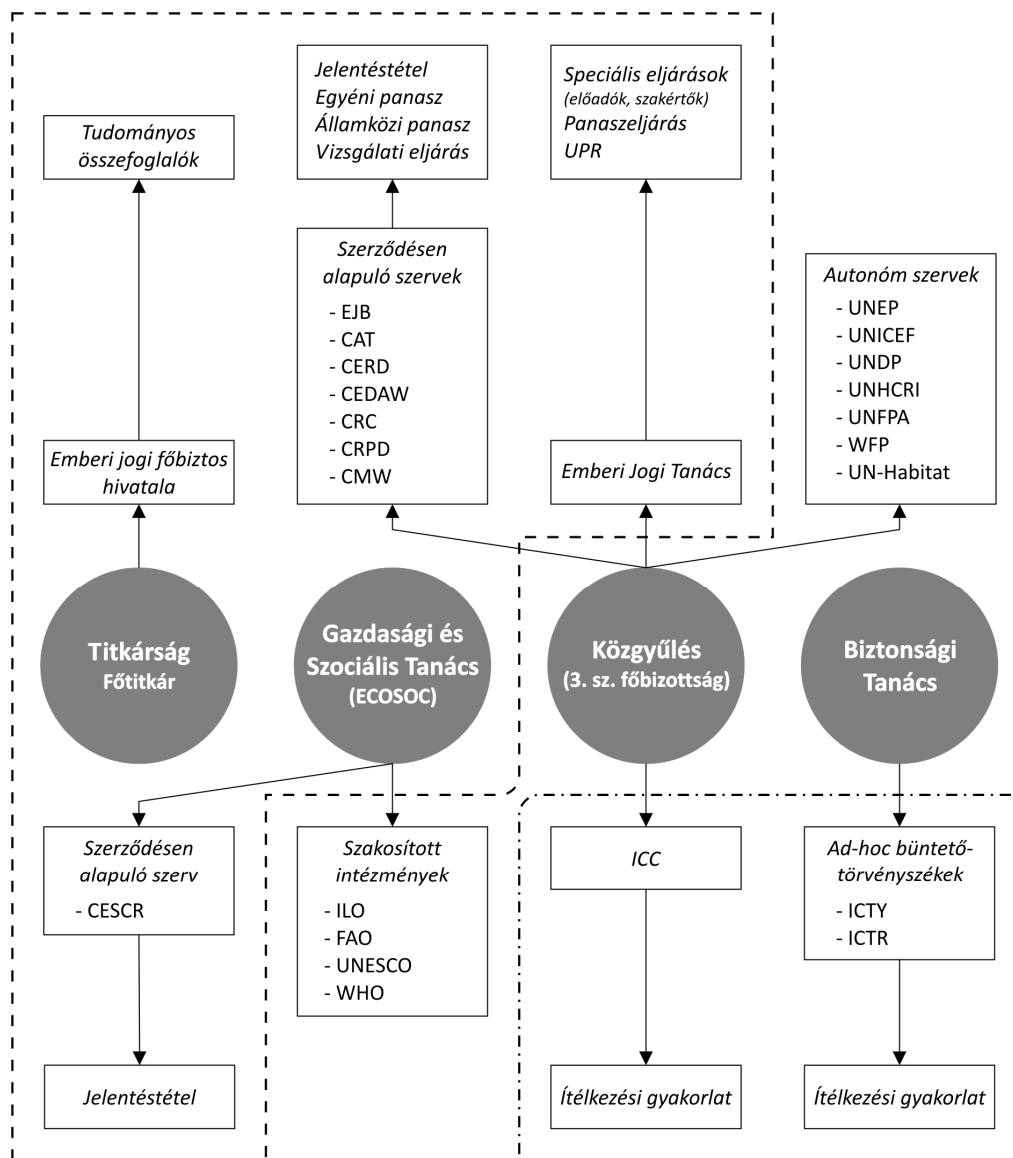 Jelentéstétel
Egyéni panasz
Államközi panasz
Vizsgálati eljárás
Speciális eljárások
(előadók, szakértők)
Panaszeljárás
UPR
Tudományos
összefoglalók
Szerződésen
alapuló szervek
- EJB
- CAT
- CERD
- CEDAW
- CRC
- CRPD
- CMW
Autonóm szervek
- UNEP
- UNICEF
- UNDP
- UNHCRI
- UNFPA
- WFP
- UN-Habitat
Emberi jogi főbiztos
hivatala
Emberi Jogi Tanács
Titkárság
Főtitkár
Gazdasági és
Szociális Tanács
(ECOSOC)
Közgyűlés
(3. sz. főbizottság)
Biztonsági
Tanács
Szerződésen
alapuló szerv
- CESCR
Szakosított
intézmények
- ILO
- FAO
- UNESCO
- WHO
ICC
Ad-hoc büntető-
törvényszékek
- ICTY
- ICTR
Jelentéstétel
Ítélkezési gyakorlat
Ítélkezési gyakorlat